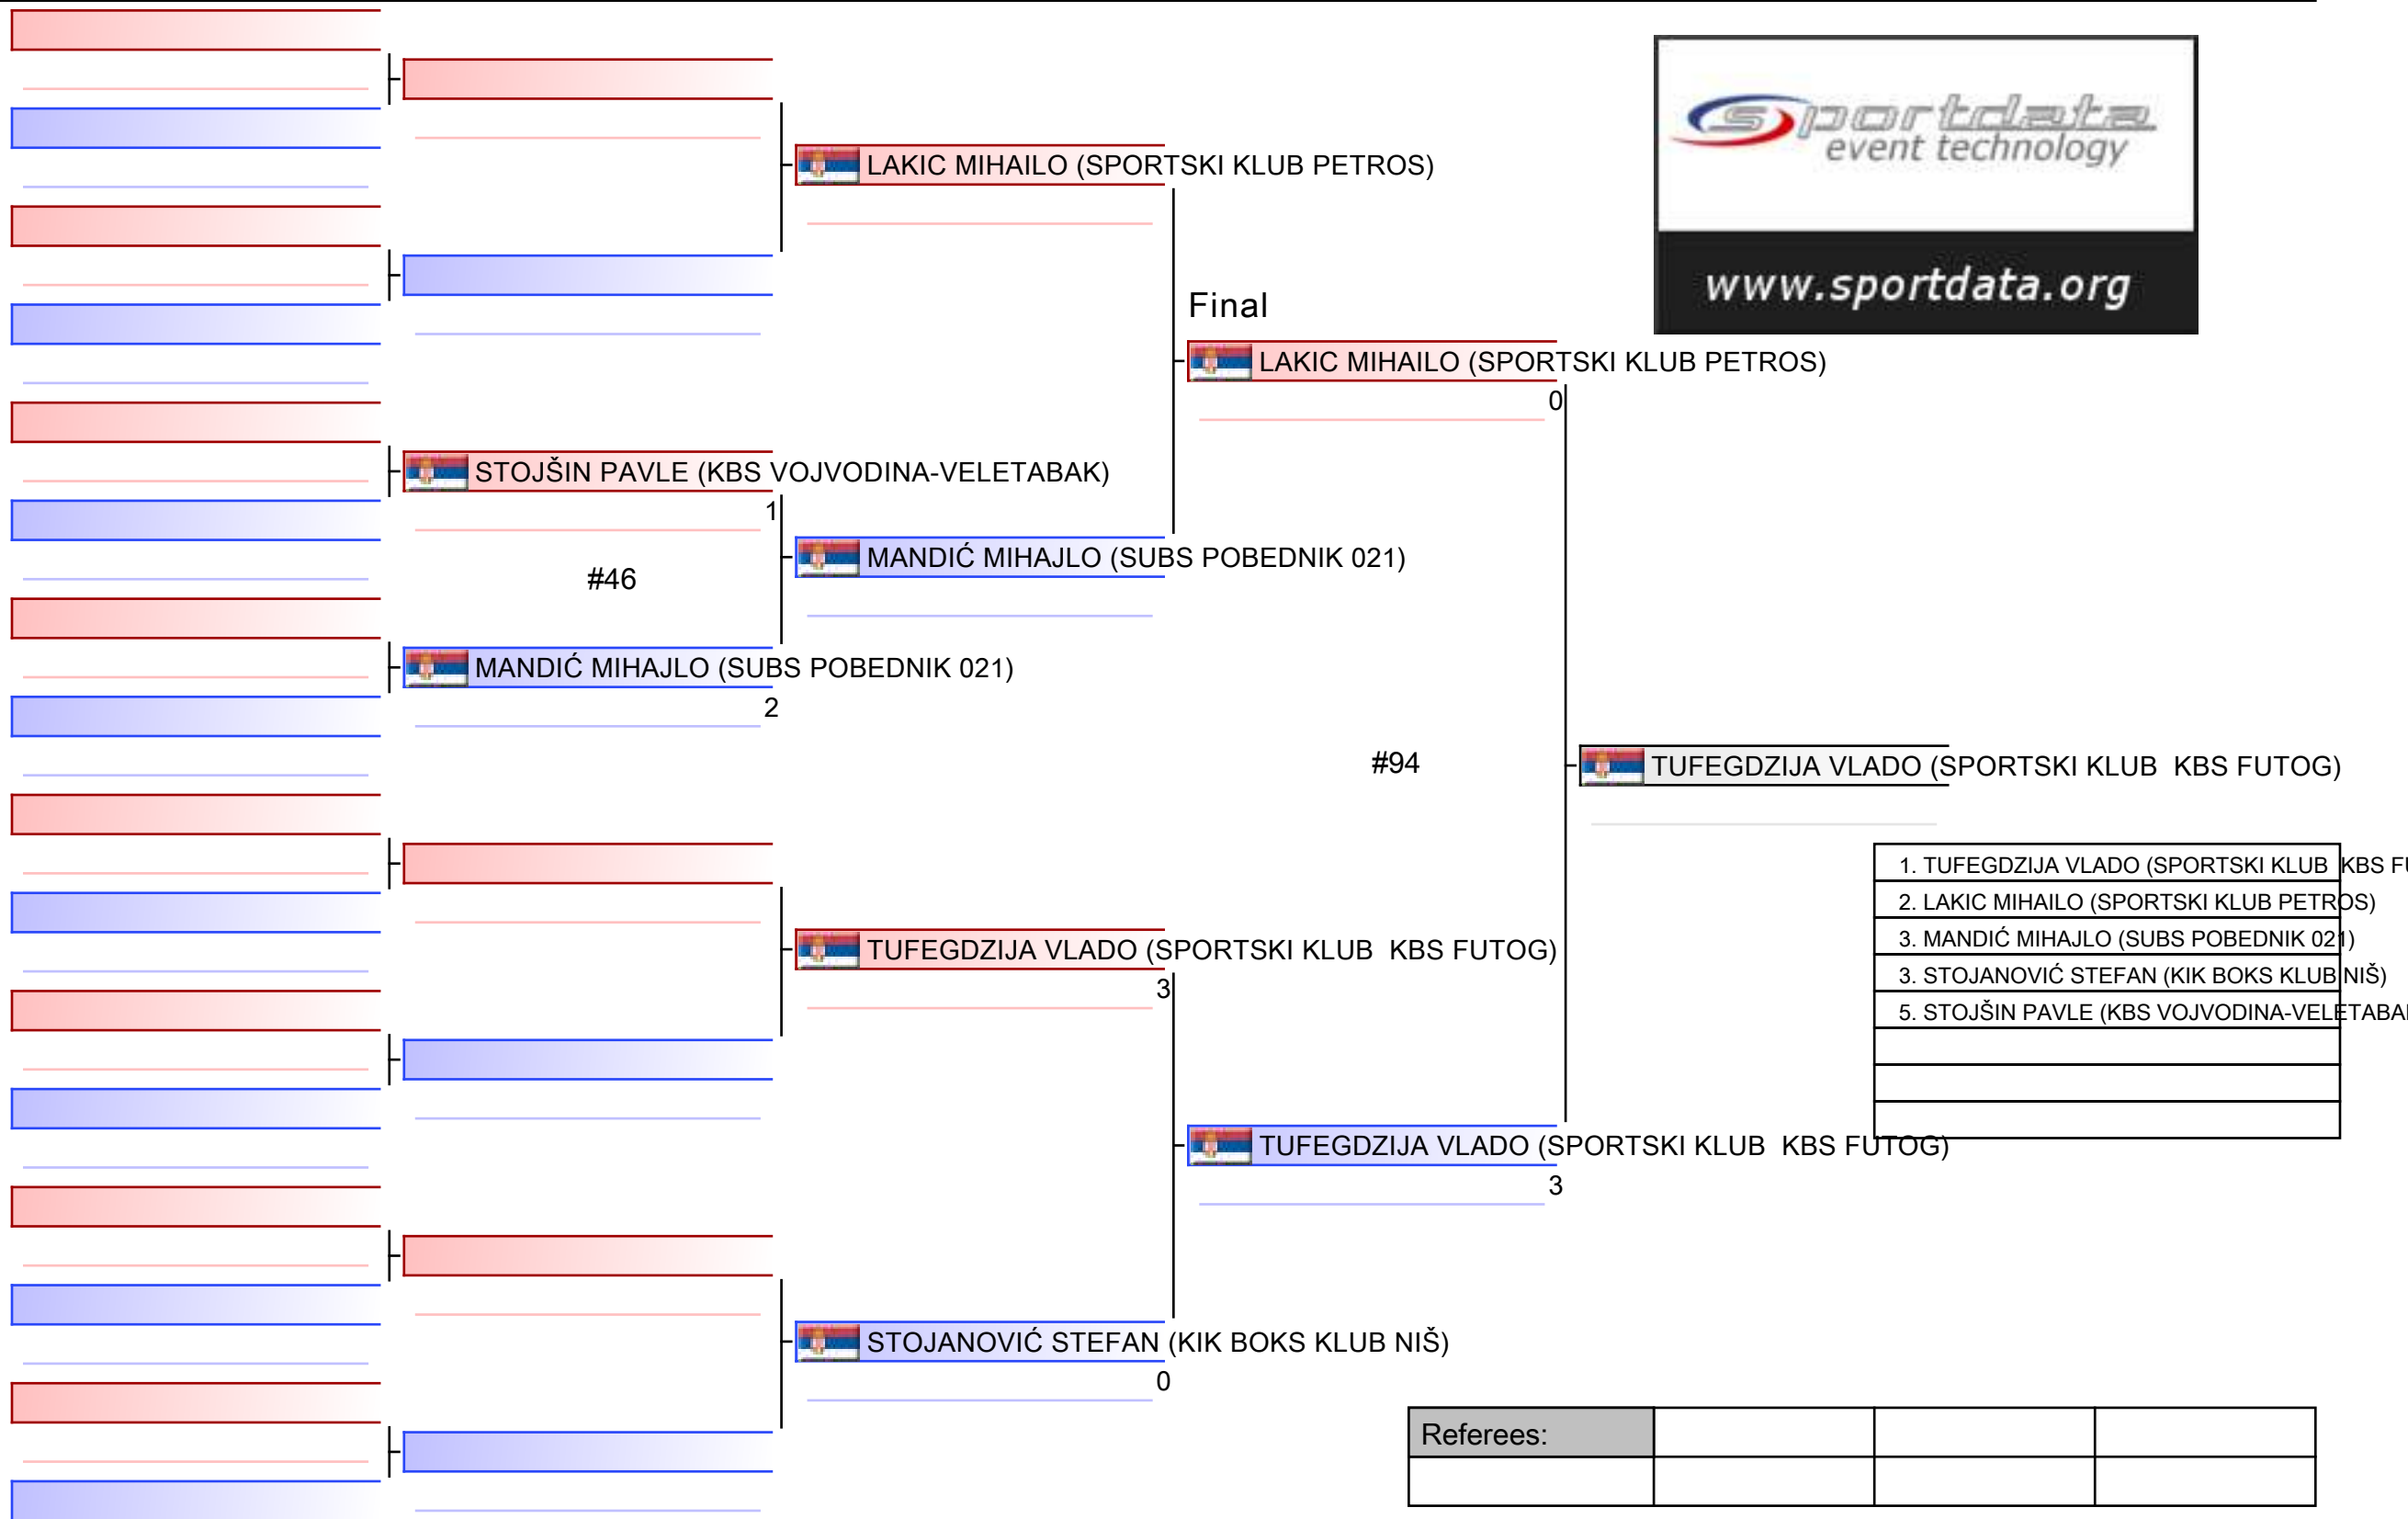 sportdata
event technology
www.sportdata.org
LAKIC MIHAILO (SPORTSKI KLUB PETROS)
Final
LAKIC MIHAILO (SPORTSKI KLUB PETROS)
0
STOJŠIN PAVLE (KBS VOJVODINA-VELETABAK)
1
MANDIĆ MIHAJLO (SUBS POBEDNIK 021)
#46
MANDIĆ MIHAJLO (SUBS POBEDNIK 021)
2
#94
TUFEGDZIJA VLADO (SPORTSKI KLUB  KBS FUTOG)
1. TUFEGDZIJA VLADO (SPORTSKI KLUB  KBS FU
2. LAKIC MIHAILO (SPORTSKI KLUB PETROS)
3. MANDIĆ MIHAJLO (SUBS POBEDNIK 021)
3. STOJANOVIĆ STEFAN (KIK BOKS KLUB NIŠ)
5. STOJŠIN PAVLE (KBS VOJVODINA-VELETABA
TUFEGDZIJA VLADO (SPORTSKI KLUB  KBS FUTOG)
3
TUFEGDZIJA VLADO (SPORTSKI KLUB  KBS FUTOG)
3
STOJANOVIĆ STEFAN (KIK BOKS KLUB NIŠ)
0
Referees: